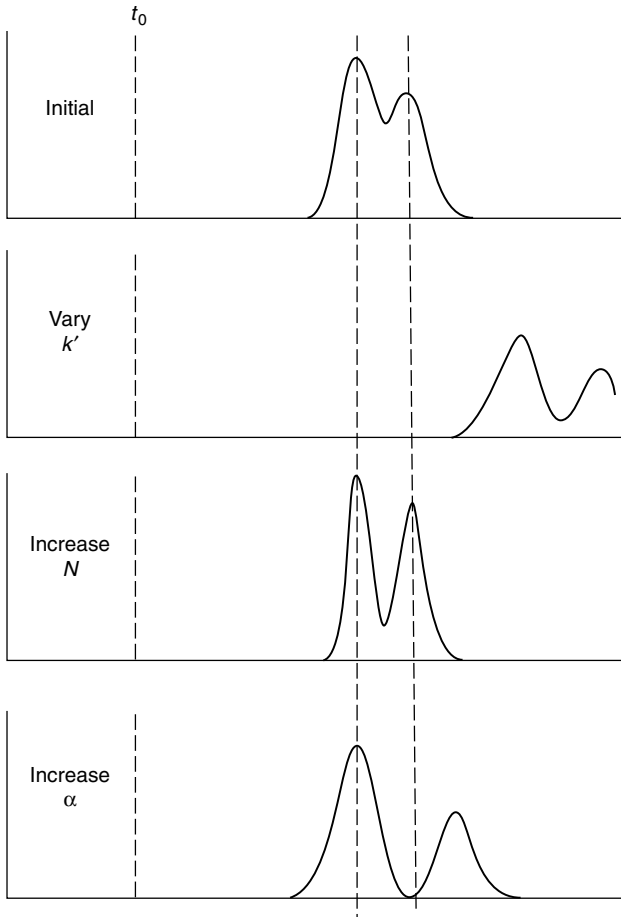 t₀
Initial
Vary
k′
Increase
N
Increase
α